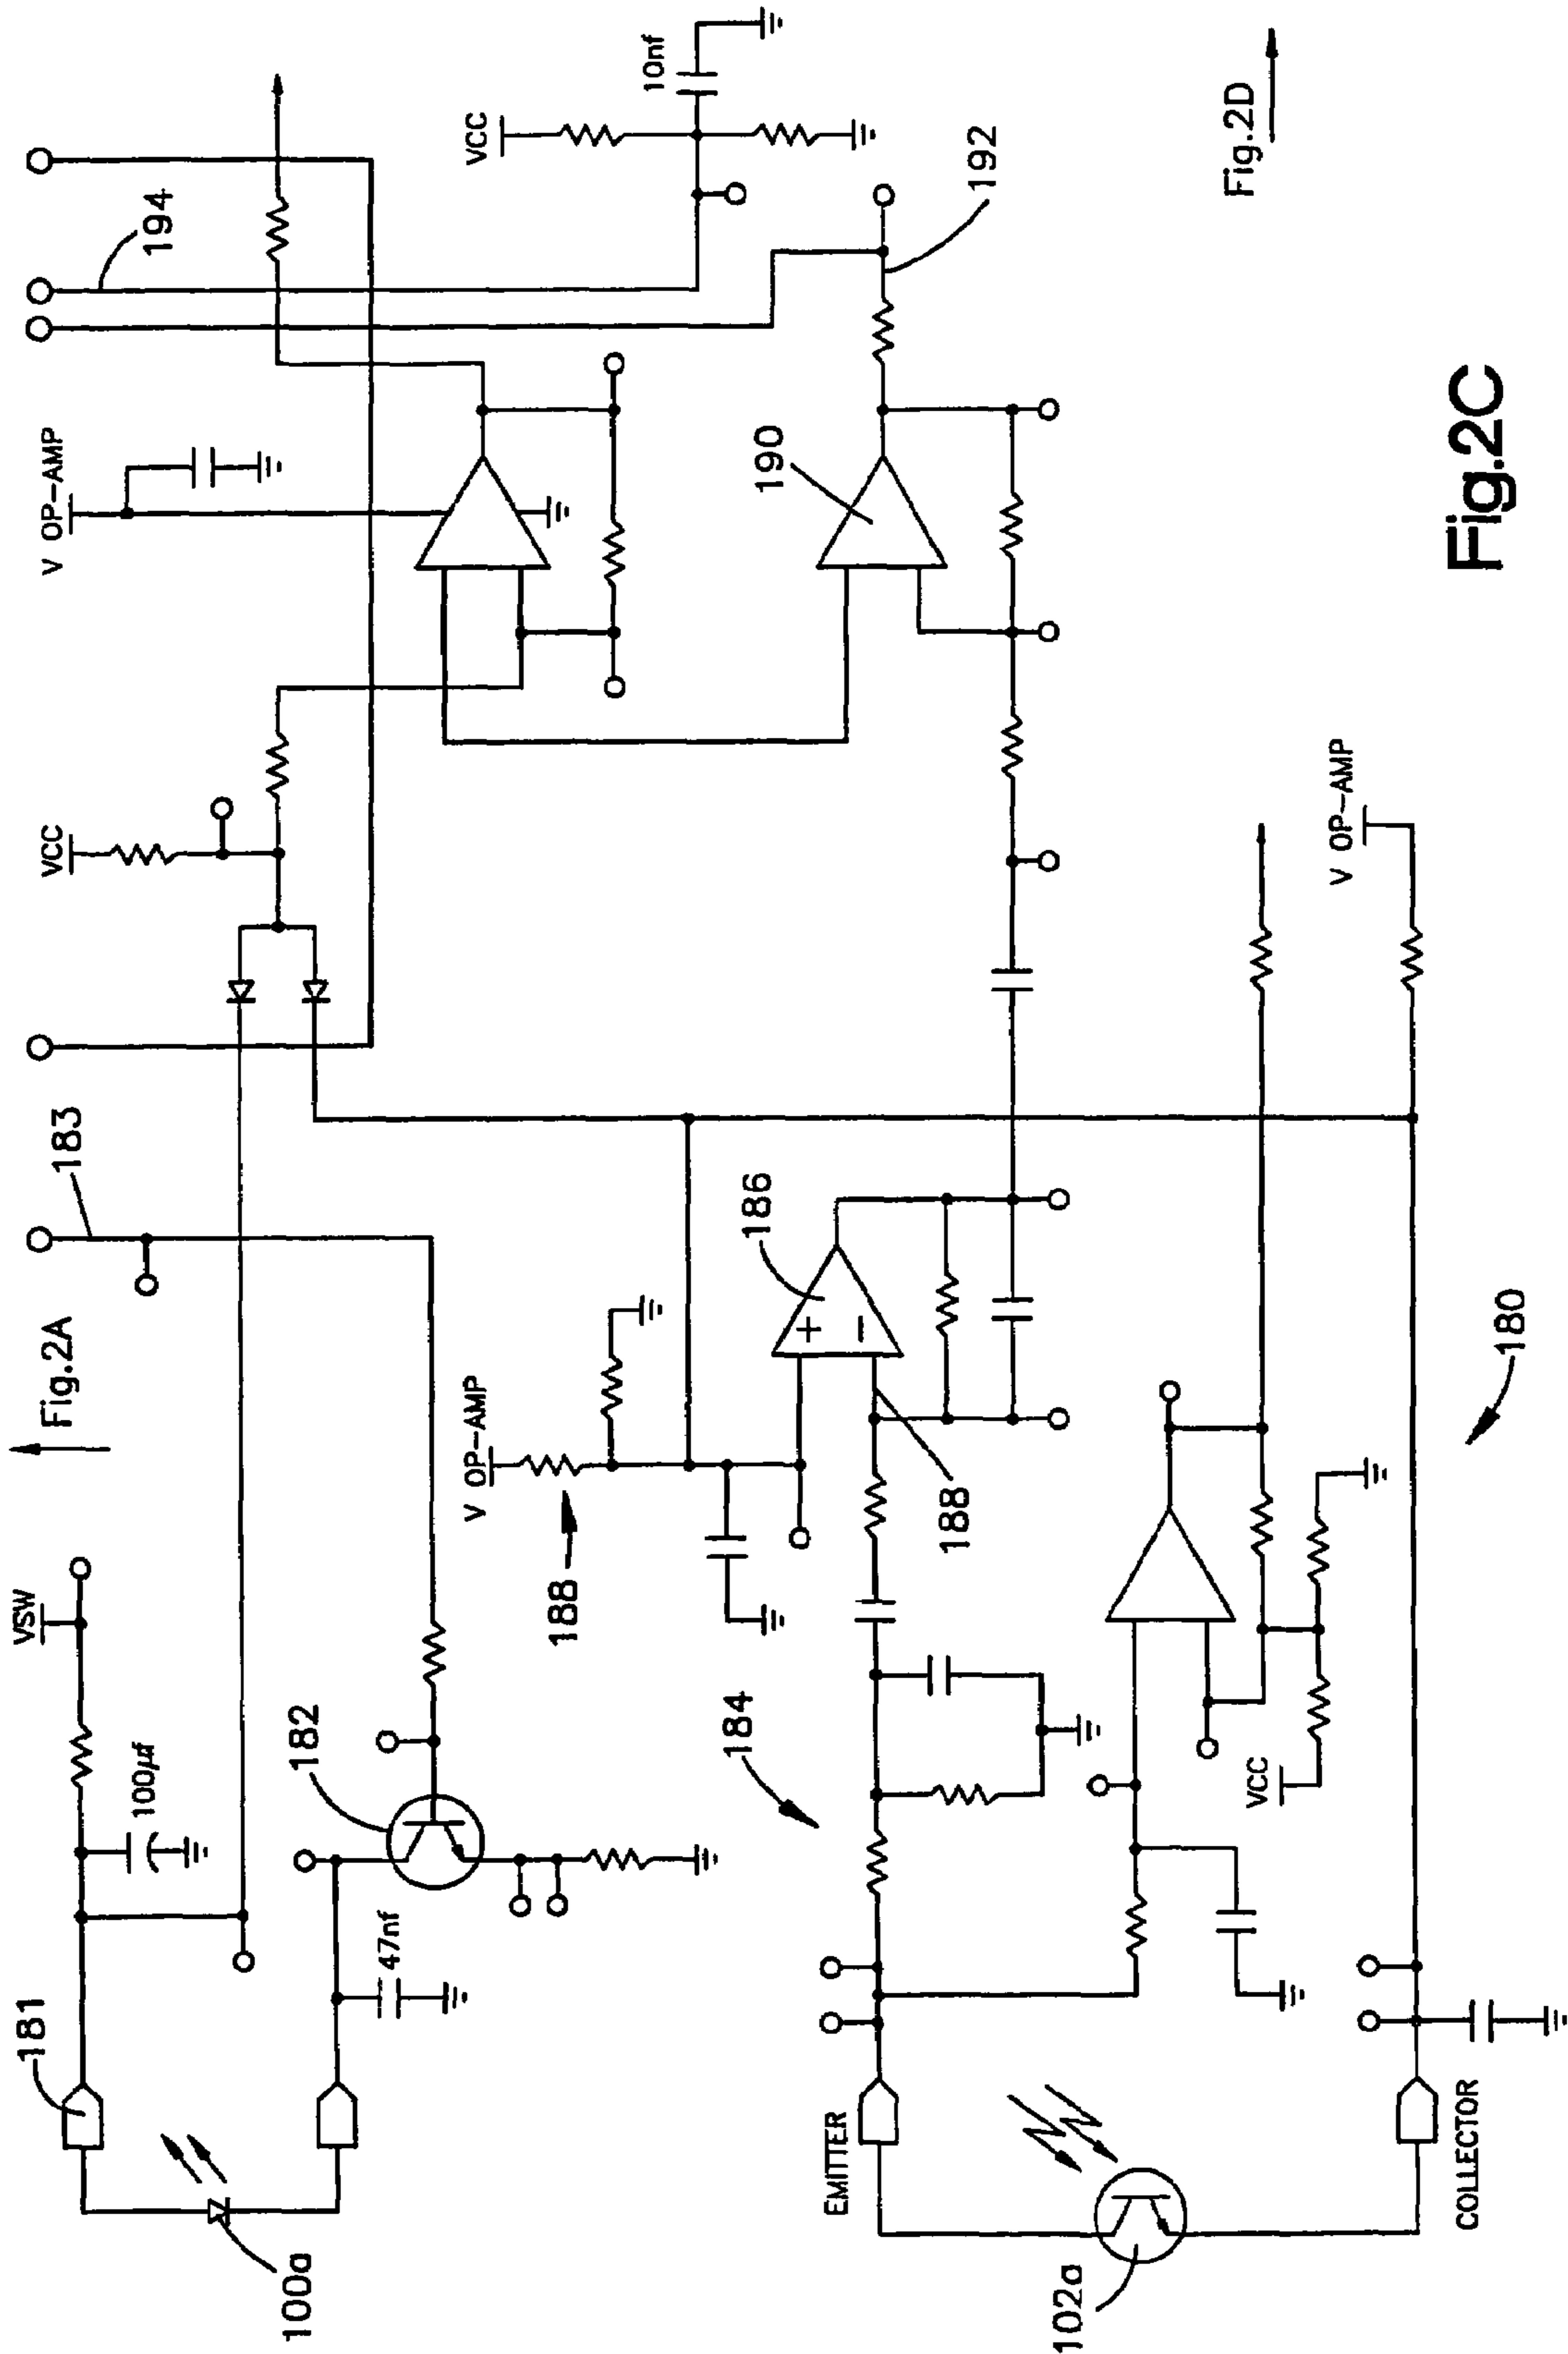 Fig.2A
183
194
VSW
VCC
V OP-AMP
181
100µf
182
47nf
100a
V OP-AMP
188
186
188
190
192
VCC
10nf
184
EMITTER
102a
COLLECTOR
VCC
V OP-AMP
180
Fig.2D
Fig.2C